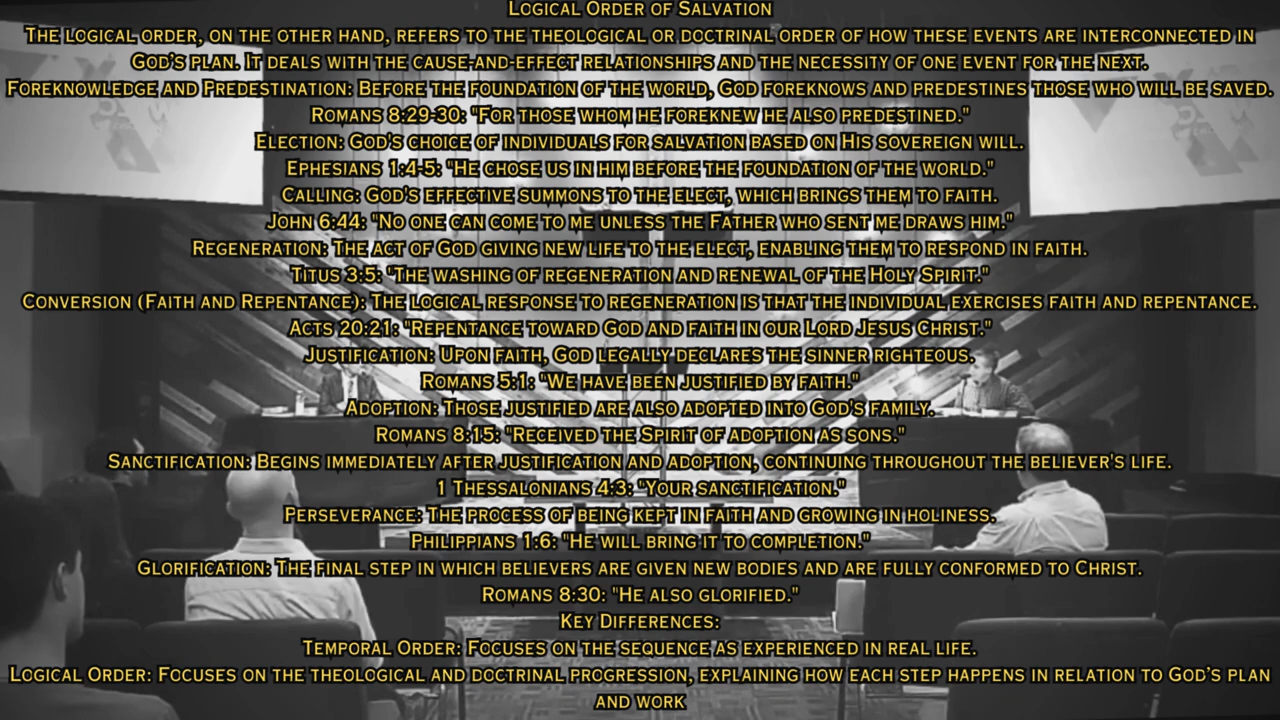 Logical Order of Salvation
The logical order, on the other hand, refers to the theological or doctrinal order of how these events are interconnected in
God's plan. It deals with the cause-and-effect relationships and the necessity of one event for the next.
Foreknowledge and Predestination: Before the foundation of the world, God foreknows and predestines those who will be saved.
Romans 8:29-30: "For those whom he foreknew he also predestined."
Election: God's choice of individuals for salvation based on His sovereign will.
Ephesians 1:4-5: "He chose us in him before the foundation of the world."
Calling: God's effective summons to the elect, which brings them to faith.
John 6:44: "No one can come to me unless the Father who sent me draws him."
Regeneration: The act of God giving new life to the elect, enabling them to respond in faith.
Titus 3:5: "The washing of regeneration and renewal of the Holy Spirit."
Conversion (Faith and Repentance): The logical response to regeneration is that the individual exercises faith and repentance.
Acts 20:21: "Repentance toward God and faith in our Lord Jesus Christ."
Justification: Upon faith, God legally declares the sinner righteous.
Romans 5:1: "We have been justified by faith."
Adoption: Those justified are also adopted into God's family.
Romans 8:15: "Received the Spirit of adoption as sons."
Sanctification: Begins immediately after justification and adoption, continuing throughout the believer's life.
1 Thessalonians 4:3: "Your sanctification."
Perseverance: The process of being kept in faith and growing in holiness.
Philippians 1:6: "He will bring it to completion."
Glorification: The final step in which believers are given new bodies and are fully conformed to Christ.
Romans 8:30: "He also glorified."
Key Differences:
Temporal Order: Focuses on the sequence as experienced in real life.
Logical Order: Focuses on the theological and doctrinal progression, explaining how each step happens in relation to God's plan
and work